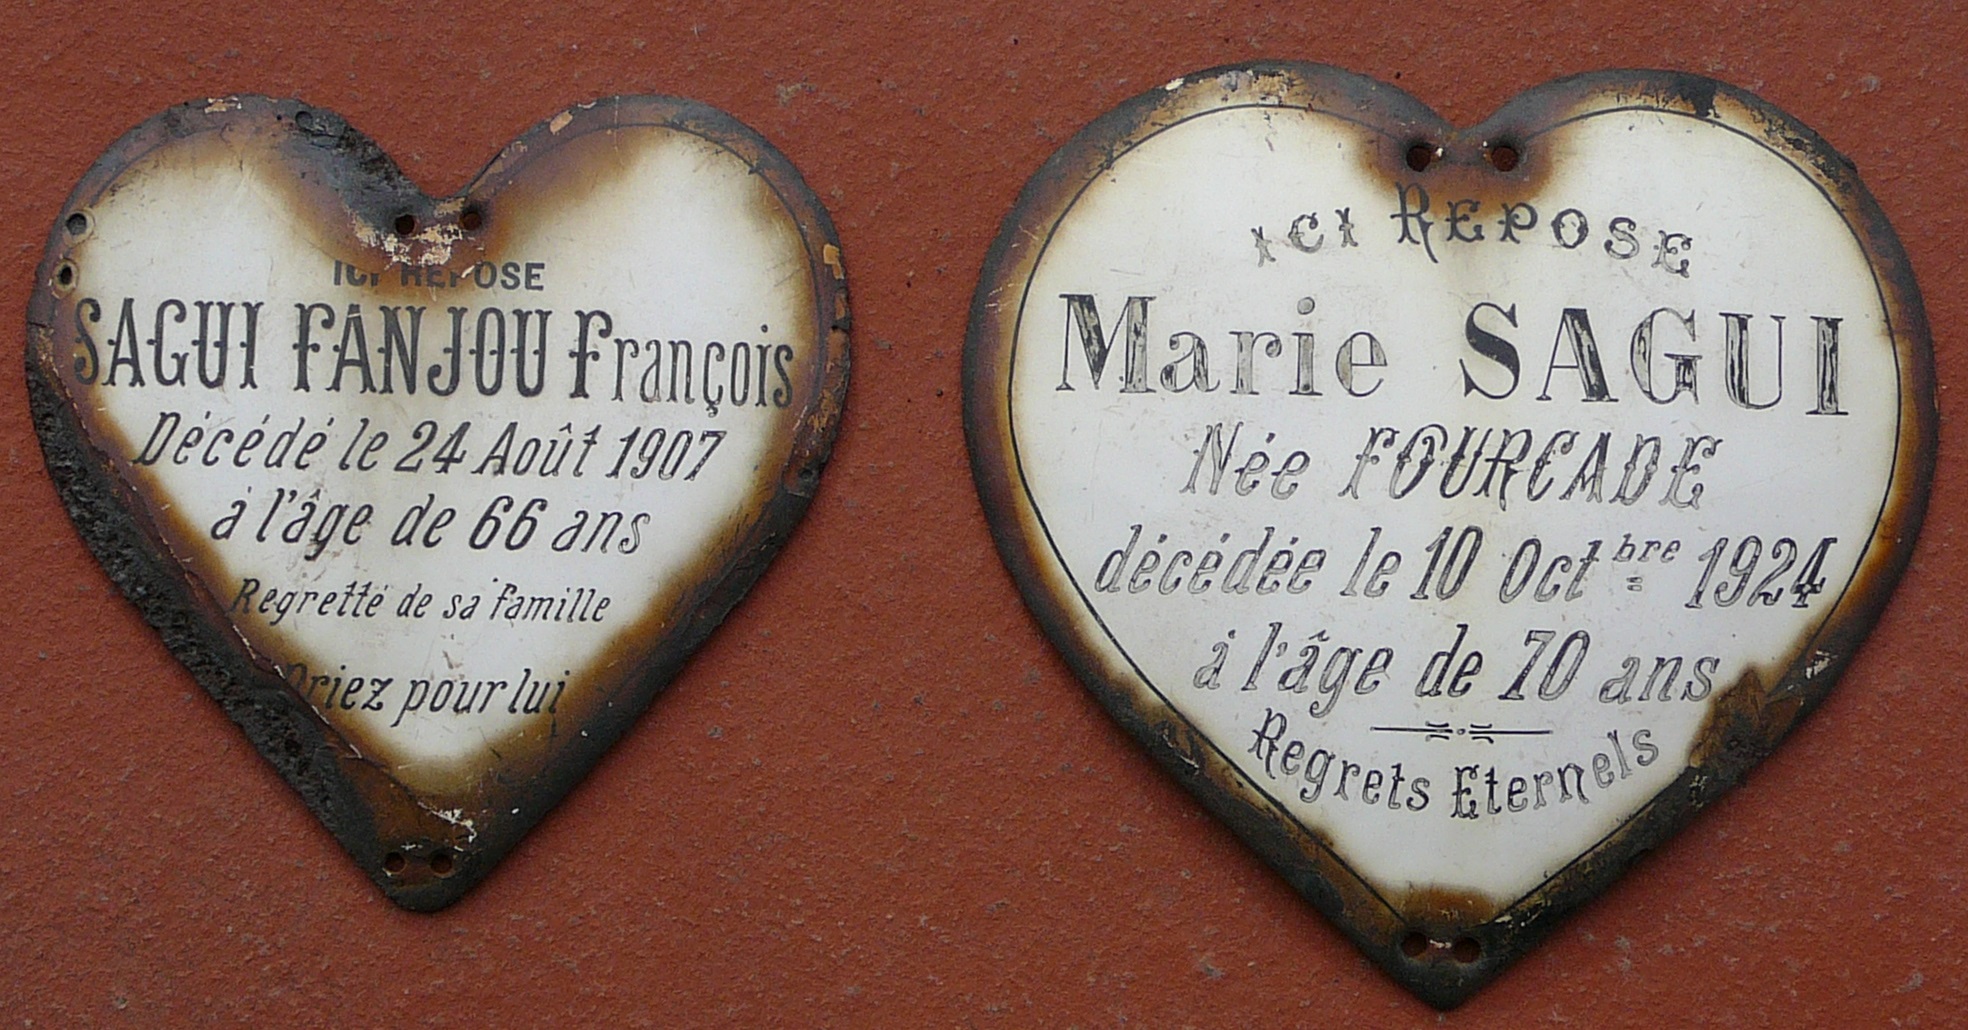 ICI REPOSE
SAGUI FANJOU François
Décédé le 24 Août 1907
à l'âge de 66 ans
Regretté de sa famille
Priez pour lui
ICI REPOSE
Marie SAGUI
Née FOURCADE
décédée le 10 Octbre 1924
à l'âge de 70 ans
Regrets Eternels